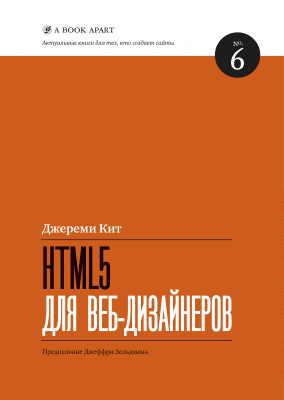 A BOOK APART
Актуальные книги для тех, кто создает сайты
No.
6
Джереми Кит
HTML5
ДЛЯ ВЕБ-ДИЗАЙНЕРОВ
Предисловие Джеффри Зельдмана